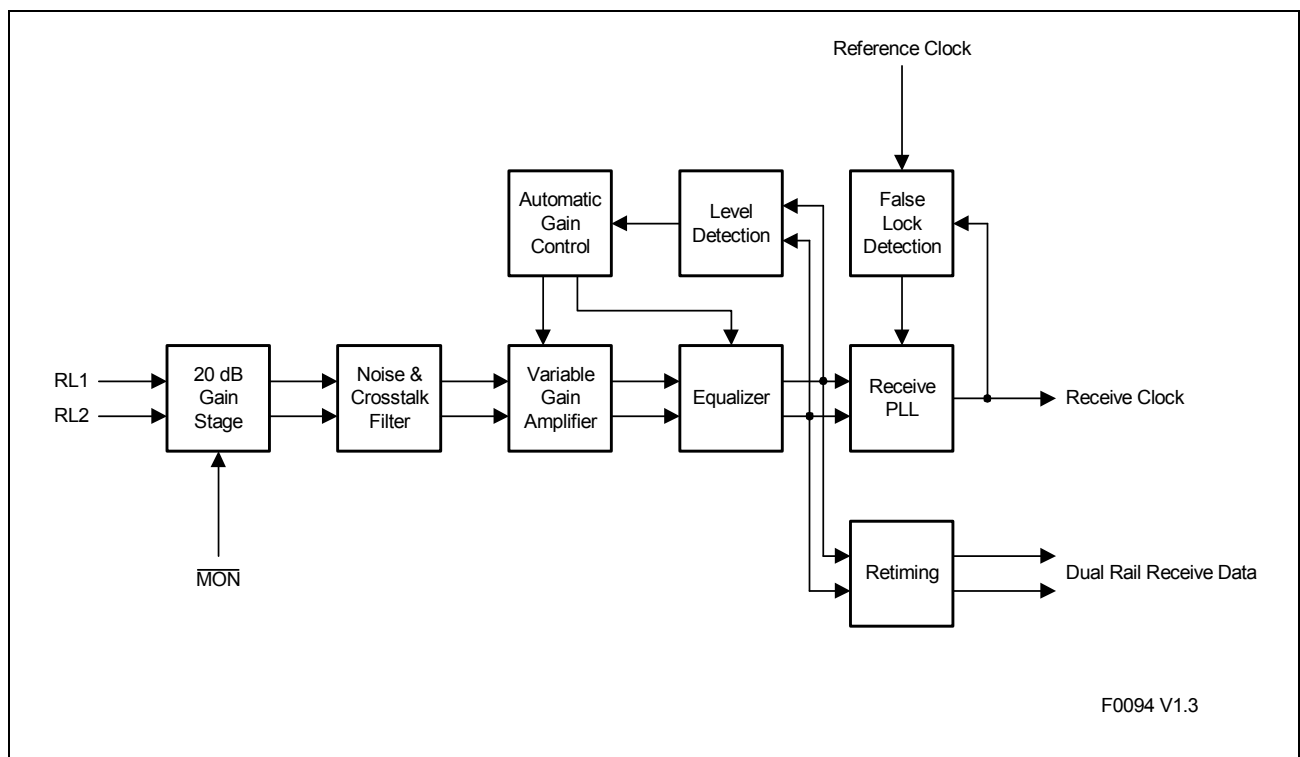 Reference Clock
Automatic
Gain
Control
Level
Detection
False
Lock
Detection
RL1
RL2
20 dB
Gain
Stage
Noise &
Crosstalk
Filter
Variable
Gain
Amplifier
Equalizer
Receive
PLL
Receive Clock
MON
Retiming
Dual Rail Receive Data
F0094 V1.3